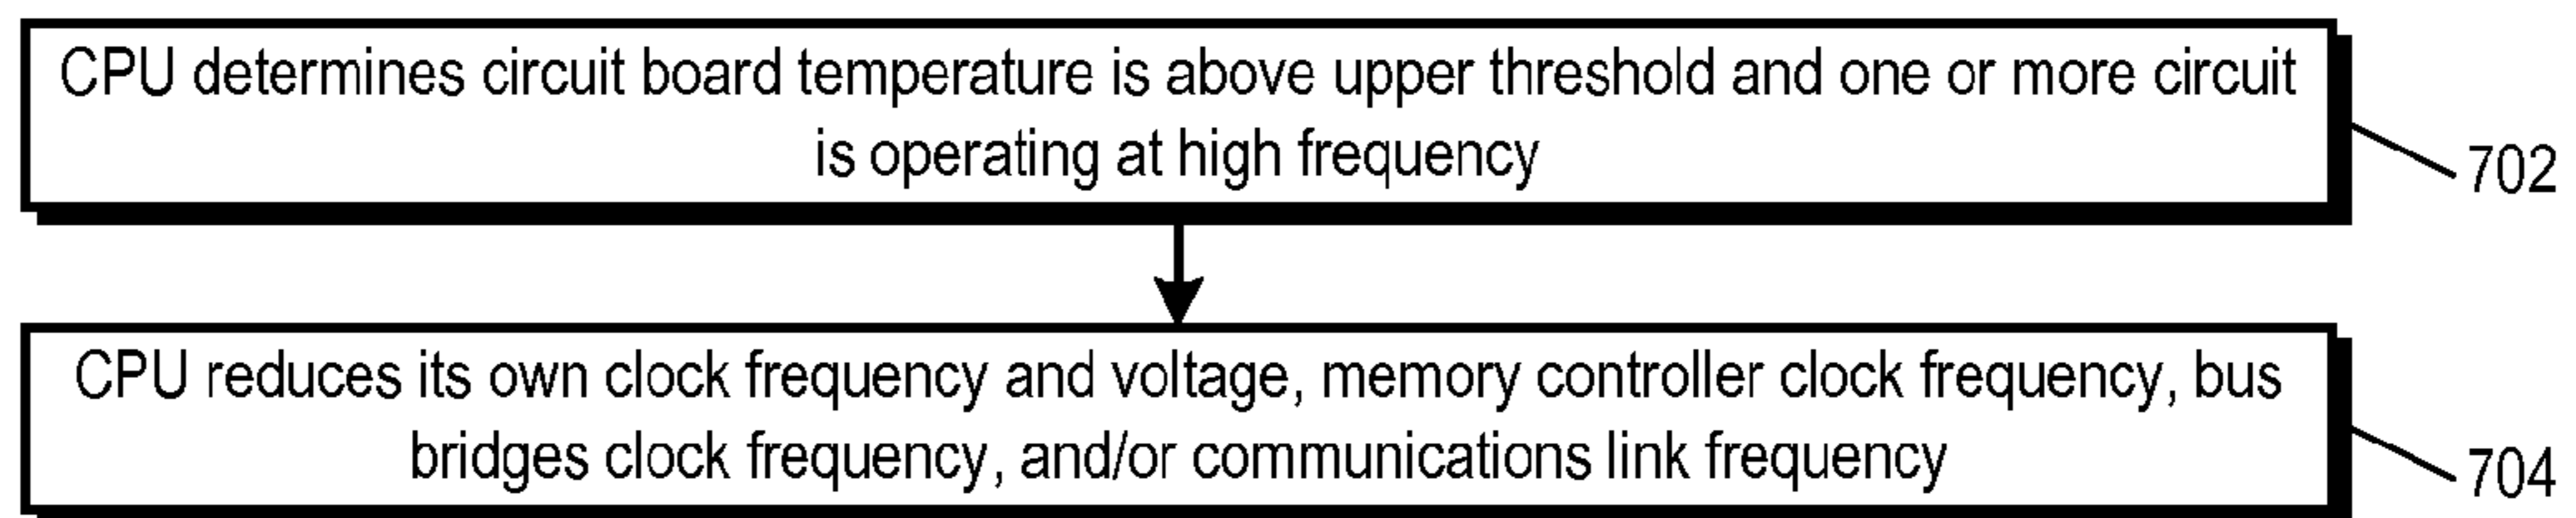 CPU determines circuit board temperature is above upper threshold and one or more circuit
is operating at high frequency
702
CPU reduces its own clock frequency and voltage, memory controller clock frequency, bus
bridges clock frequency, and/or communications link frequency
704